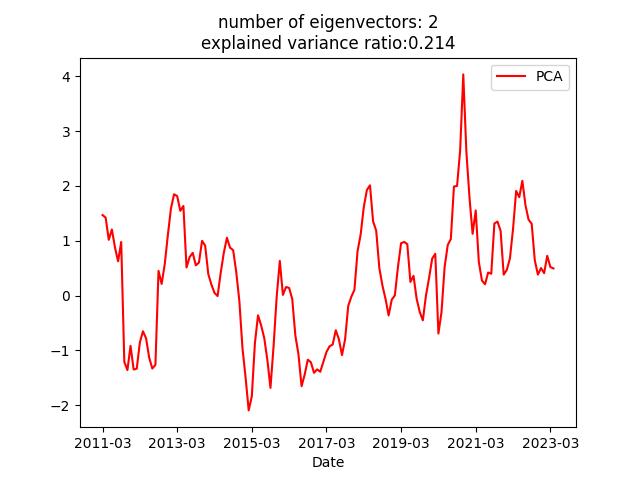 number of eigenvectors: 2
explained variance ratio:0.214
PCA
4
3
2
1
0
−1
−2
2011-03 2013-03 2015-03 2017-03 2019-03 2021-03 2023-03
Date